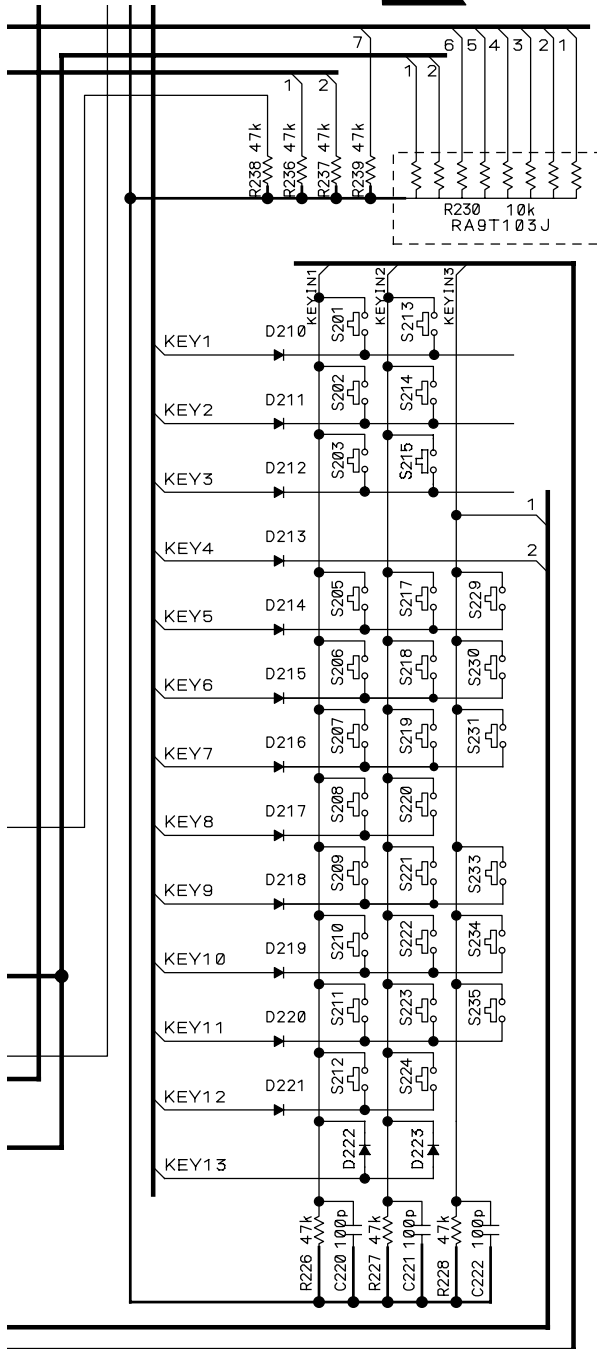 7
6 5 4 3 2 1
1 2
1 2
R238 47k
R236 47k
R237 47k
R239 47k
R230 10k
RA9T103J
KEYIN1
KEYIN2
KEYIN3
KEY1 D210 S201 S213
KEY2 D211 S202 S214
KEY3 D212 S203 S215
1
KEY4 D213 2
KEY5 D214 S205 S217 S229
KEY6 D215 S206 S218 S230
KEY7 D216 S207 S219 S231
KEY8 D217 S208 S220
KEY9 D218 S209 S221 S233
KEY10 D219 S210 S222 S234
KEY11 D220 S211 S223 S235
KEY12 D221 S212 S224
KEY13 D222 D223
R226 47k
C220 100p
R227 47k
C221 100p
R228 47k
C222 100p